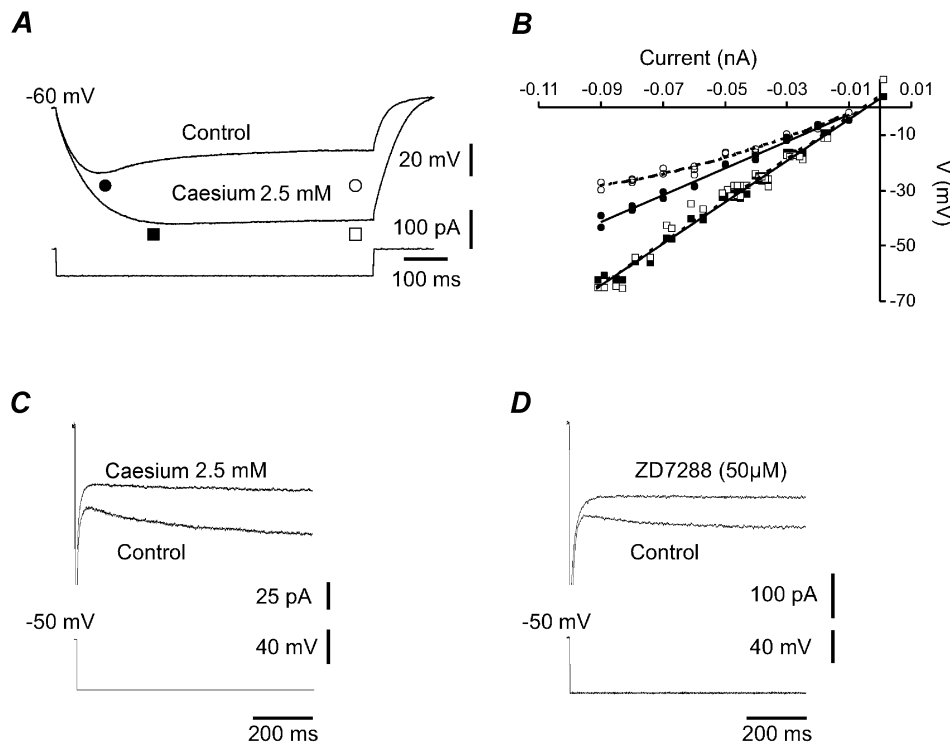 A
-60 mV
Control
20 mV
Caesium 2.5 mM
100 pA
100 ms
B
Current (nA)
-0.11 -0.09 -0.07 -0.05 -0.03 -0.01 0.01
-10
-30
-50
-70
V (mV)
C
Caesium 2.5 mM
Control
25 pA
-50 mV
40 mV
200 ms
D
ZD7288 (50µM)
Control
100 pA
-50 mV
40 mV
200 ms